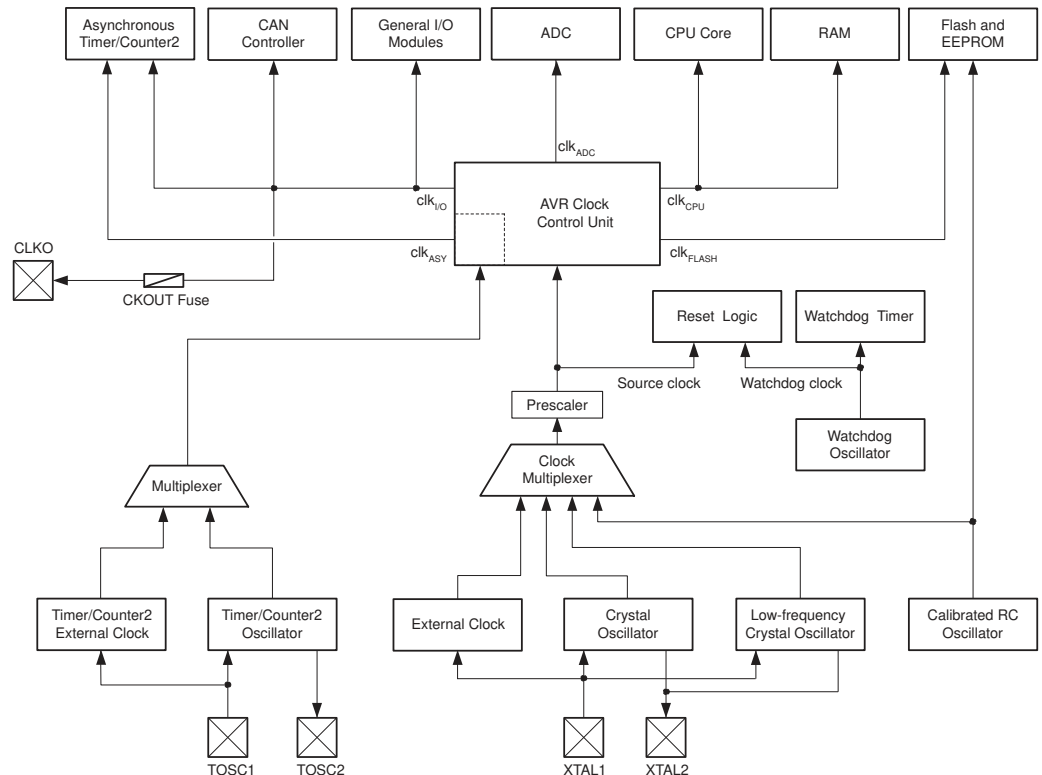 Asynchronous
Timer/Counter2
CAN
Controller
General I/O
Modules
ADC
CPU Core
RAM
Flash and
EEPROM
clkADC
clkI/O
AVR Clock
Control Unit
clkCPU
clkASY
clkFLASH
CLKO
CKOUT Fuse
Reset Logic
Watchdog Timer
Source clock
Watchdog clock
Prescaler
Watchdog
Oscillator
Clock
Multiplexer
Multiplexer
Timer/Counter2
External Clock
Timer/Counter2
Oscillator
External Clock
Crystal
Oscillator
Low-frequency
Crystal Oscillator
Calibrated RC
Oscillator
TOSC1
TOSC2
XTAL1
XTAL2